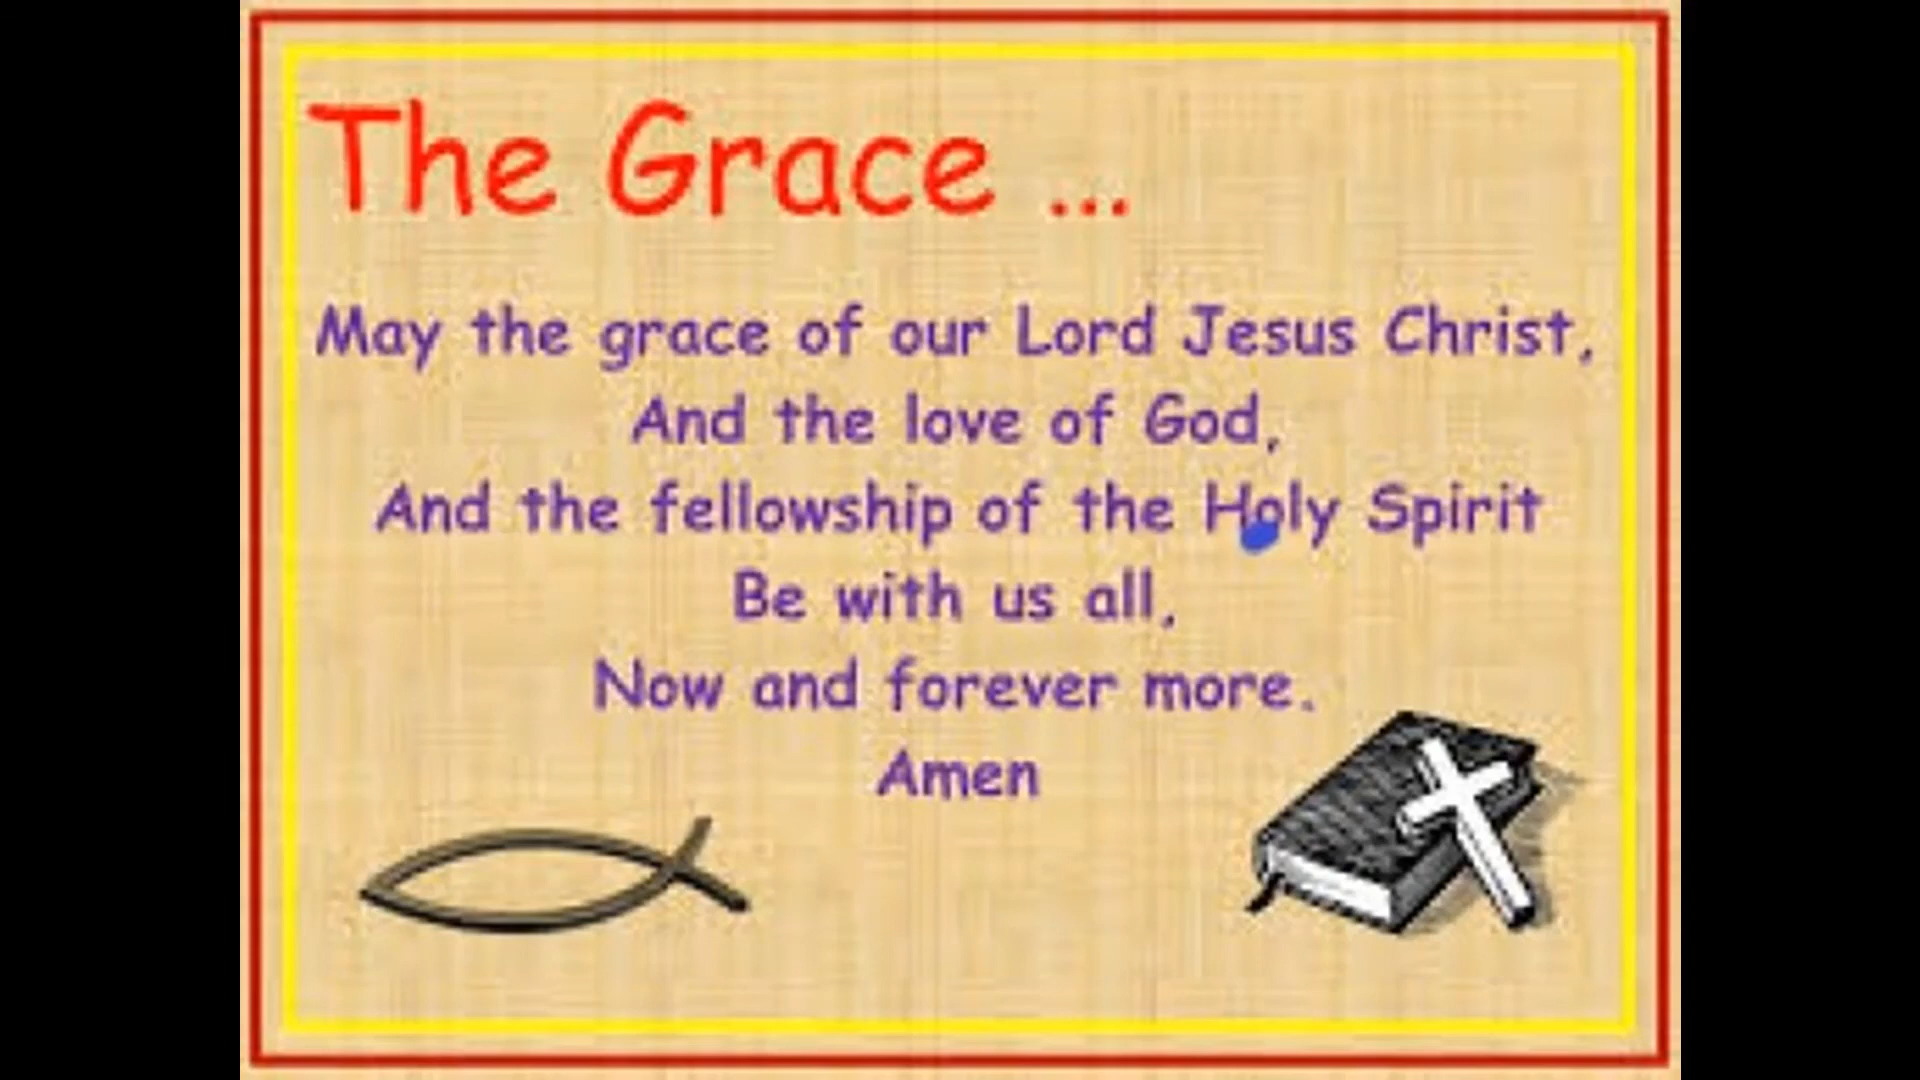 The Grace ...
May the grace of our Lord Jesus Christ,
And the love of God,
And the fellowship of the Holy Spirit
Be with us all,
Now and forever more.
Amen